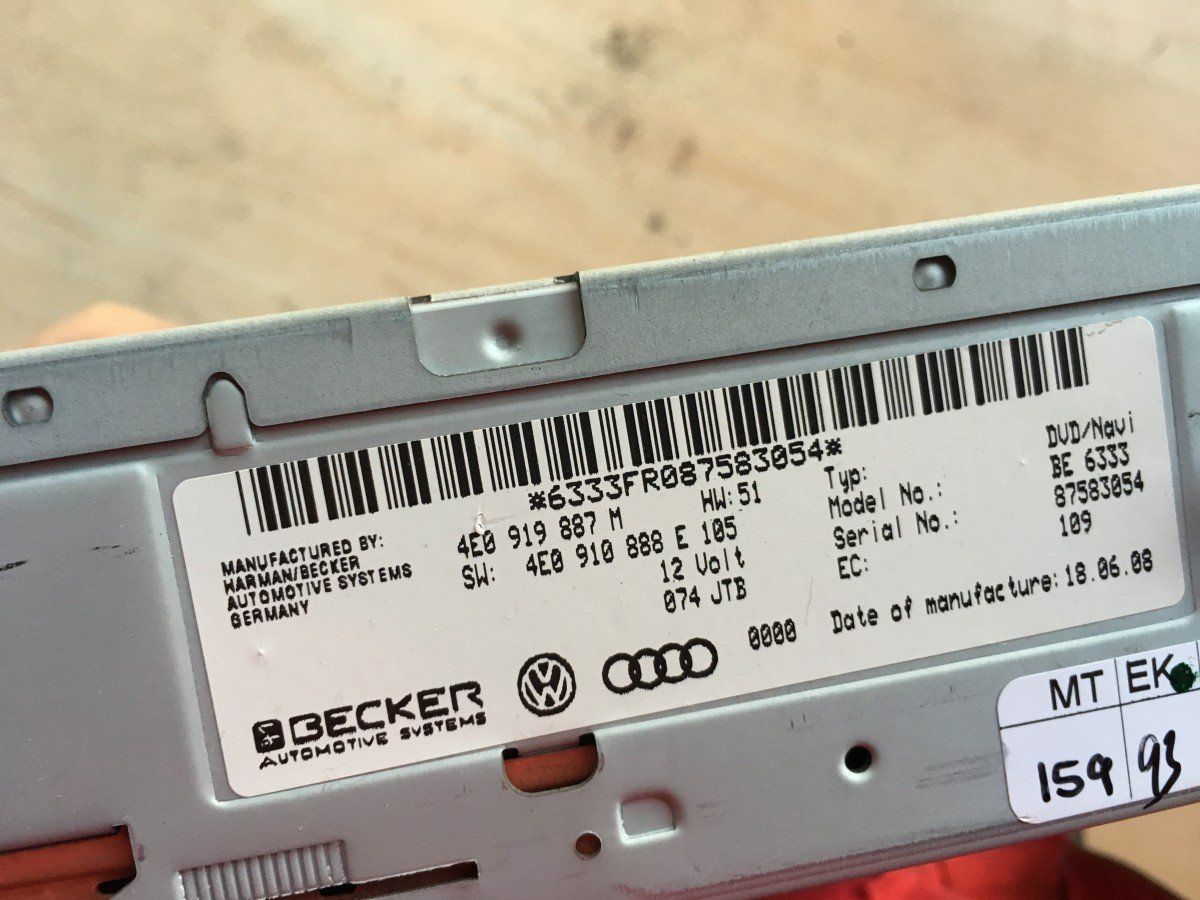 *6333FR087583054*
MANUFACTURED BY:
HARMAN/BECKER
AUTOMOTIVE SYSTEMS
GERMANY
4E0 919 887 M HW: 51
SW: 4E0 910 888 E 105
12 Volt
074 JTB
Typ: DVD/Navi
Model No.: BE 6333
Serial No.: 87583054
EC: 109
0000 Date of manufacture: 18.06.08
BECKER
AUTOMOTIVE SYSTEMS
VW
MT EK
159 93